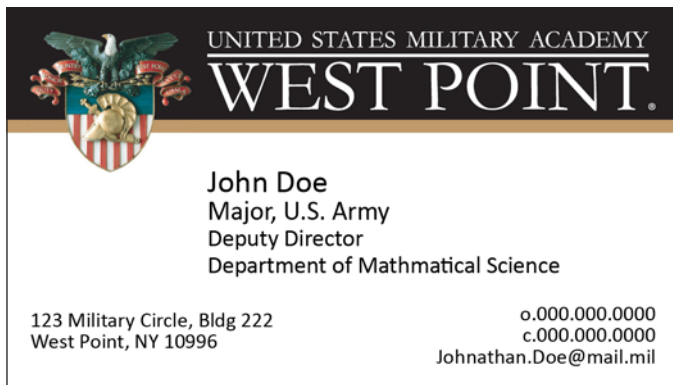 UNITED STATES MILITARY ACADEMY
WEST POINT®
John Doe
Major, U.S. Army
Deputy Director
Department of Mathmatical Science
123 Military Circle, Bldg 222
West Point, NY 10996
o.000.000.0000
c.000.000.0000
Johnathan.Doe@mail.mil